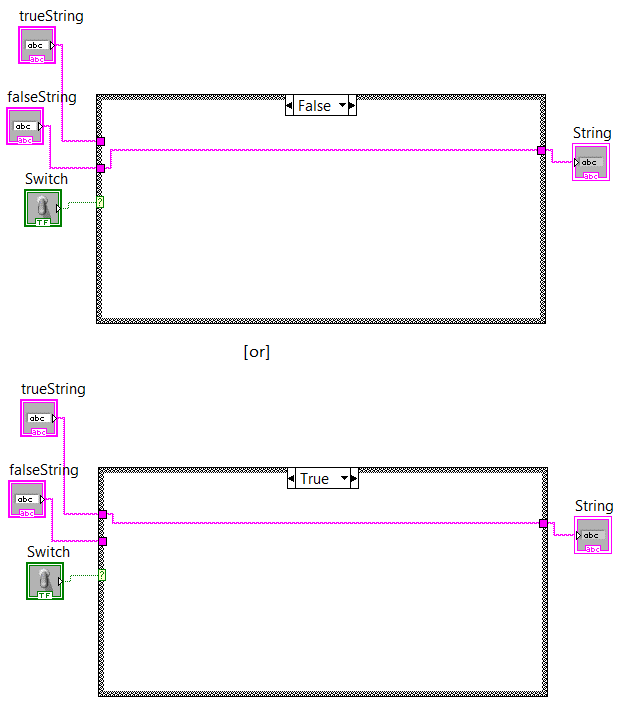 trueString
abc
abc
falseString
abc
abc
Switch
TF
False
?
String
abc
abc
[or]
trueString
abc
abc
falseString
abc
abc
Switch
TF
True
?
String
abc
abc